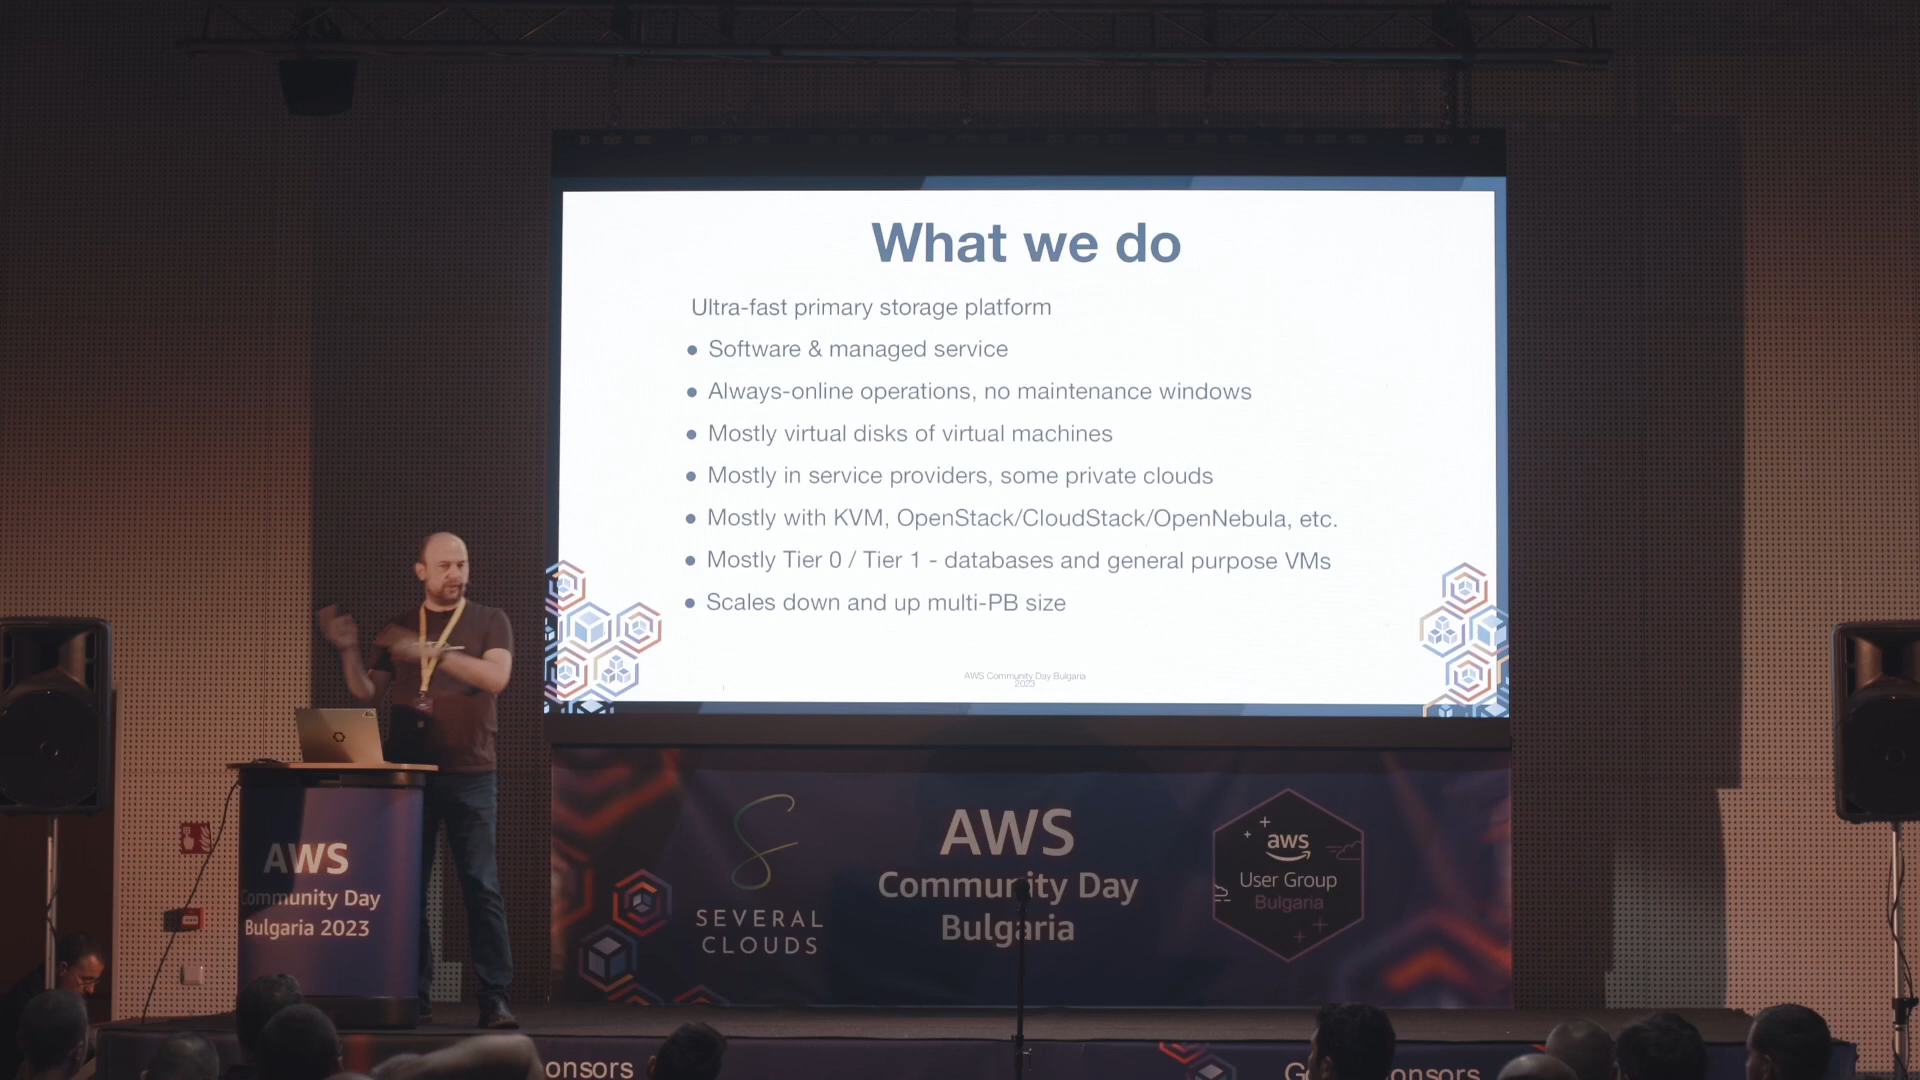 What we do
Ultra-fast primary storage platform
● Software & managed service
● Always-online operations, no maintenance windows
● Mostly virtual disks of virtual machines
● Mostly in service providers, some private clouds
● Mostly with KVM, OpenStack/CloudStack/OpenNebula, etc.
● Mostly Tier 0 / Tier 1 - databases and general purpose VMs
● Scales down and up multi-PB size
AWS Community Day Bulgaria
2023
AWS
Community Day
Bulgaria 2023
SEVERAL
CLOUDS
AWS
Community Day
Bulgaria
aws
User Group
Bulgaria